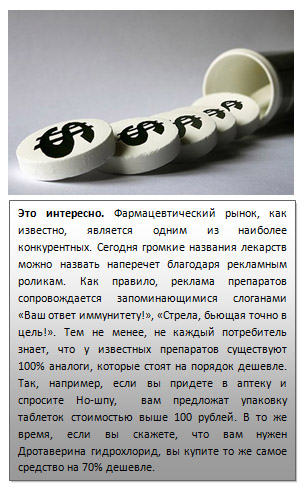 Это интересно. Фармацевтический рынок, как
известно, является одним из наиболее
конкурентных. Сегодня громкие названия лекарств
можно назвать наперечет благодаря рекламным
роликам. Как правило, реклама препаратов
сопровождается запоминающимися слоганами
«Ваш ответ иммунитету!», «Стрела, бьющая точно в
цель!». Тем не менее, не каждый потребитель
знает, что у известных препаратов существуют
100% аналоги, которые стоят на порядок дешевле.
Так, например, если вы придете в аптеку и
спросите Но-шпу, вам предложат упаковку
таблеток стоимостью выше 100 рублей. В то же
время, если вы скажете, что вам нужен
Дротаверина гидрохлорид, вы купите то же самое
средство на 70% дешевле.